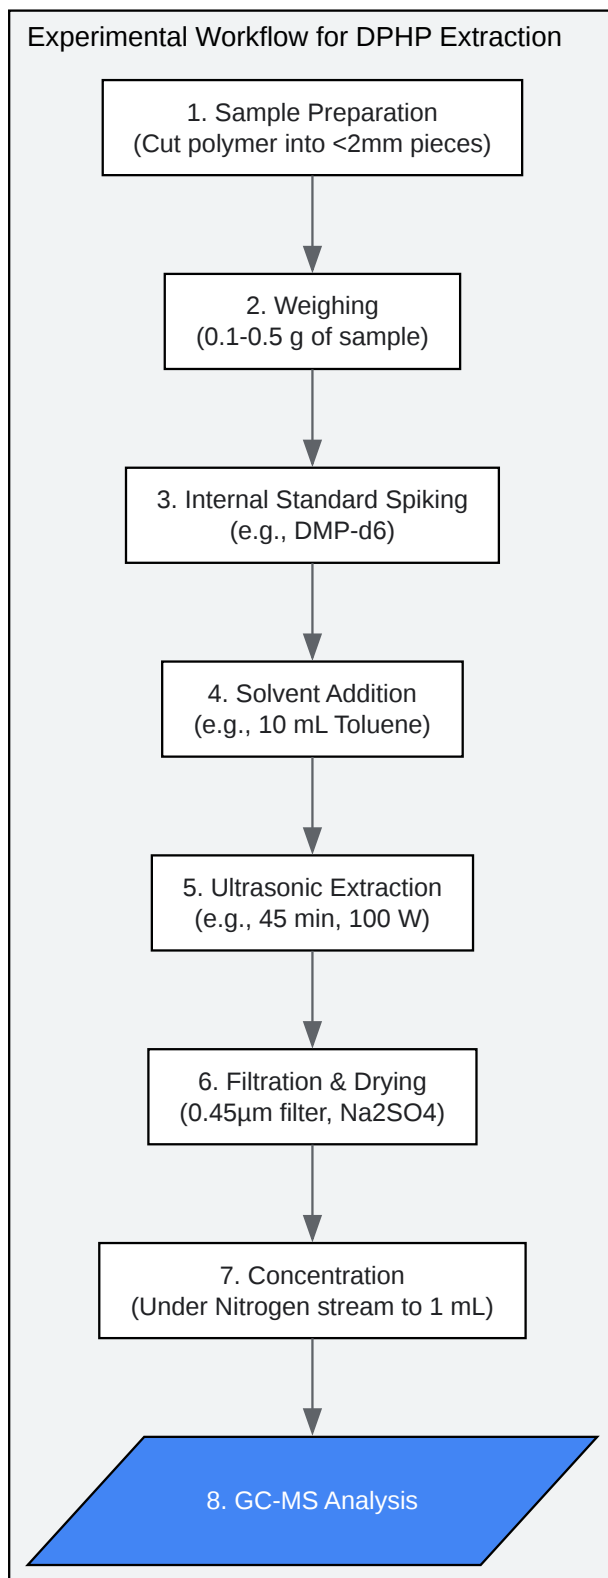 Experimental Workflow for DPHP Extraction
1. Sample Preparation
(Cut polymer into <2mm pieces)
2. Weighing
(0.1-0.5 g of sample)
3. Internal Standard Spiking
(e.g., DMP-d6)
4. Solvent Addition
(e.g., 10 mL Toluene)
5. Ultrasonic Extraction
(e.g., 45 min, 100 W)
6. Filtration & Drying
(0.45µm filter, Na2SO4)
7. Concentration
(Under Nitrogen stream to 1 mL)
8. GC-MS Analysis